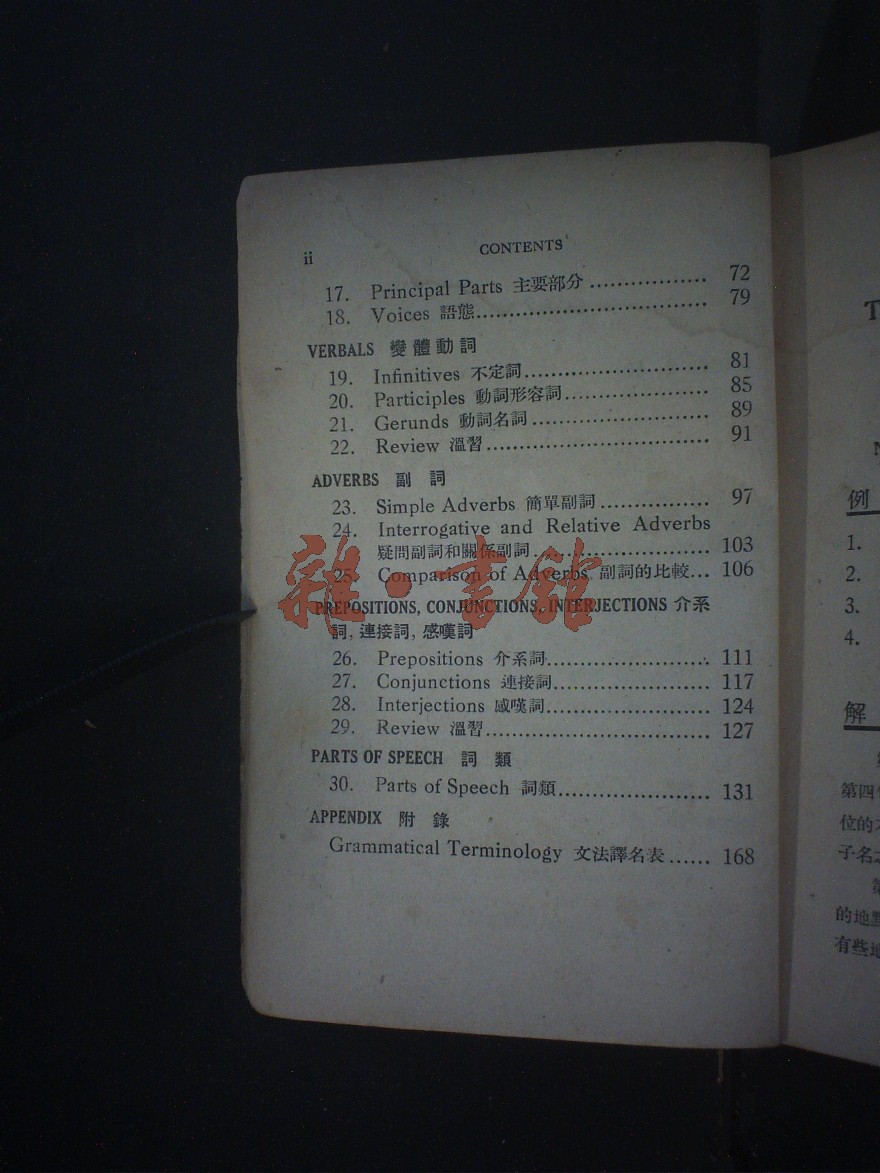 ii CONTENTS
17. Principal Parts 主要部分 .................. 72
18. Voices 語態................................... 79
VERBALS 變體動詞
19. Infinitives 不定詞............................ 81
20. Participles 動詞形容詞...................... 85
21. Gerunds 動詞名詞........................... 89
22. Review 溫習.................................. 91
ADVERBS 副 詞
23. Simple Adverbs 簡單副詞................. 97
24. Interrogative and Relative Adverbs
疑問副詞和關係副詞........................... 103
25. Comparison of Adverbs 副詞的比較... 106
PREPOSITIONS, CONJUNCTIONS, INTERJECTIONS 介系
詞, 連接詞, 感嘆詞
26. Prepositions 介系詞......................... 111
27. Conjunctions 連接詞........................ 117
28. Interjections 感嘆詞......................... 124
29. Review 溫習.................................. 127
PARTS OF SPEECH 詞 類
30. Parts of Speech 詞類....................... 131
APPENDIX 附 錄
Grammatical Terminology 文法譯名表...... 168
雜·書館
T
N
例
1.
2.
3.
4.
解
第四
位的
子名
的地點
有些地